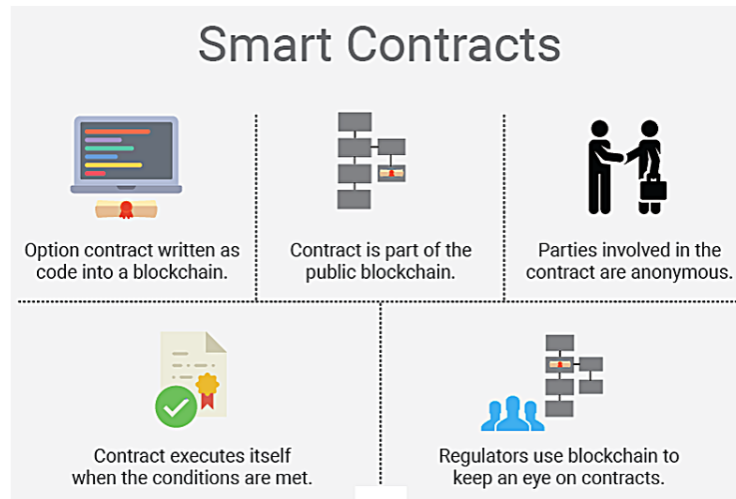 Smart Contracts
Option contract written as
code into a blockchain.
Contract is part of the
public blockchain.
Parties involved in the
contract are anonymous.
Contract executes itself
when the conditions are met.
Regulators use blockchain to
keep an eye on contracts.